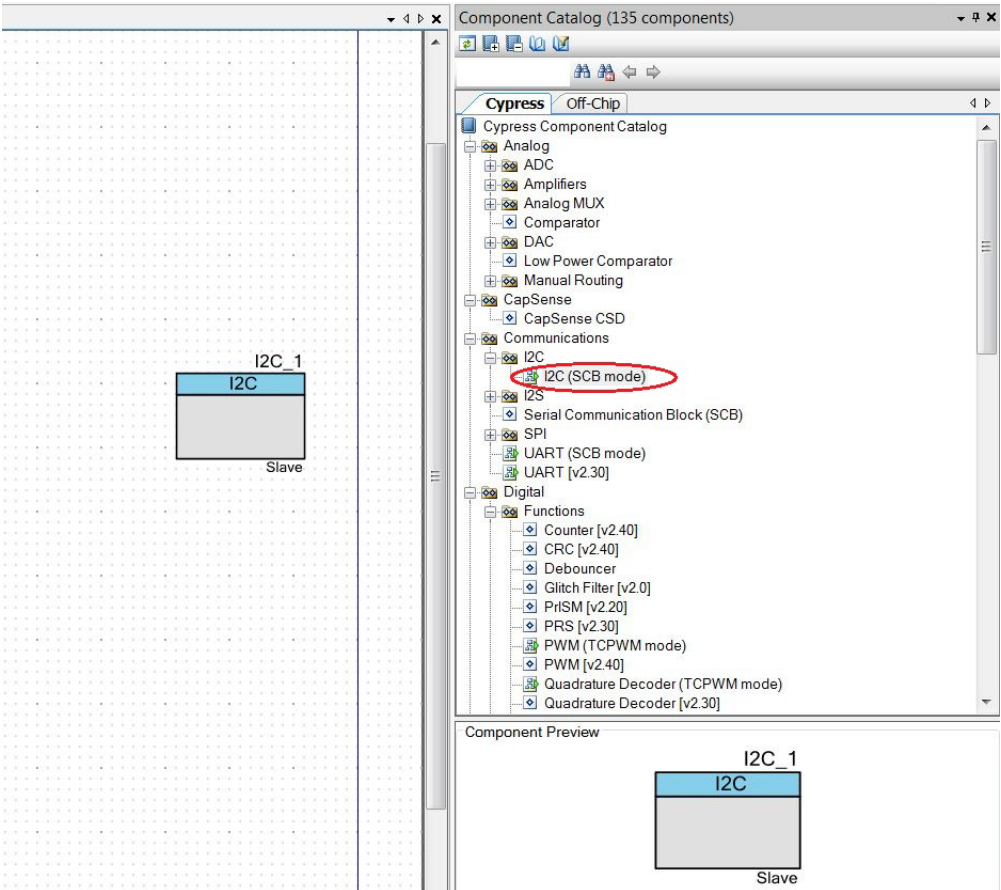 Component Catalog (135 components)
Cypress
Off-Chip
Cypress Component Catalog
Analog
ADC
Amplifiers
Analog MUX
Comparator
DAC
Low Power Comparator
Manual Routing
CapSense
CapSense CSD
Communications
I2C
I2C (SCB mode)
I2S
Serial Communication Block (SCB)
SPI
UART (SCB mode)
UART [v2.30]
Digital
Functions
Counter [v2.40]
CRC [v2.40]
Debouncer
Glitch Filter [v2.0]
PrISM [v2.20]
PRS [v2.30]
PWM (TCPWM mode)
PWM [v2.40]
Quadrature Decoder (TCPWM mode)
Quadrature Decoder [v2.30]
I2C_1
I2C
Slave
Component Preview
I2C_1
I2C
Slave